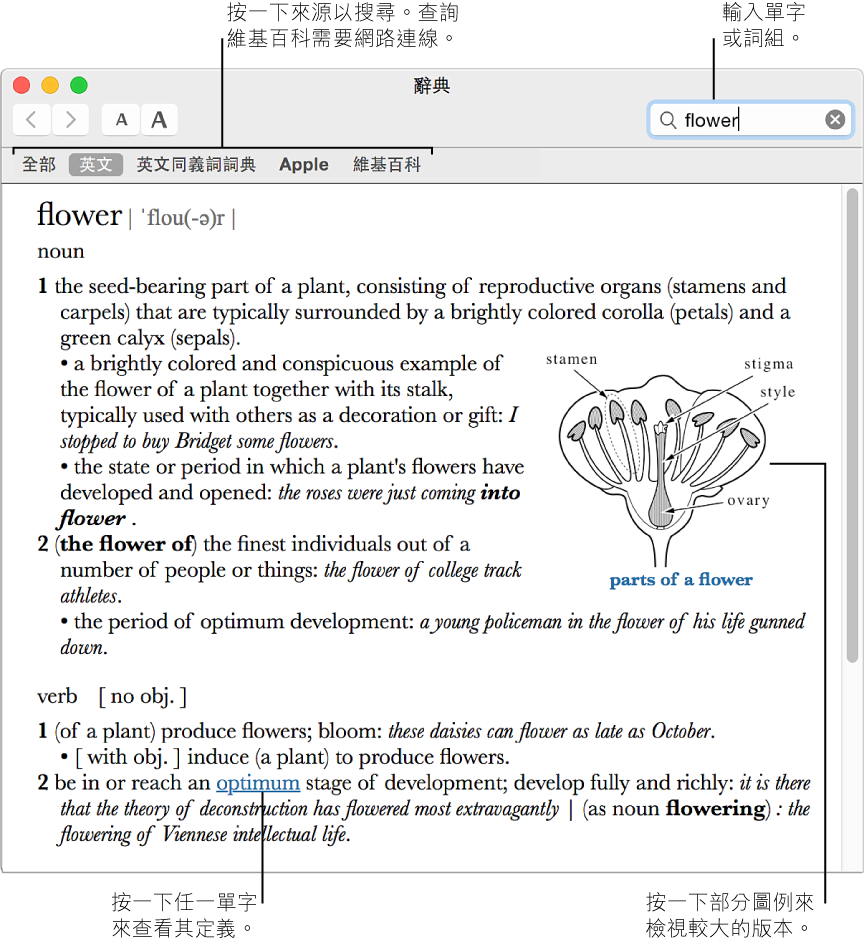 按一下來源以搜尋。查詢
維基百科需要網路連線。
輸入單字
或詞組。
辭典
A A
flower
全部 英文 英文同義詞詞典 Apple 維基百科
flower | ˈflou(-ə)r |
noun
1 the seed-bearing part of a plant, consisting of reproductive organs (stamens and
carpels) that are typically surrounded by a brightly colored corolla (petals) and a
green calyx (sepals).
• a brightly colored and conspicuous example of
the flower of a plant together with its stalk,
typically used with others as a decoration or gift: I
stopped to buy Bridget some flowers.
• the state or period in which a plant's flowers have
developed and opened: the roses were just coming into
flower .
2 (the flower of) the finest individuals out of a
number of people or things: the flower of college track
athletes.
• the period of optimum development: a young policeman in the flower of his life gunned
down.
stamen
stigma
style
ovary
parts of a flower
verb [ no obj. ]
1 (of a plant) produce flowers; bloom: these daisies can flower as late as October.
• [ with obj. ] induce (a plant) to produce flowers.
2 be in or reach an optimum stage of development; develop fully and richly: it is there
that the theory of deconstruction has flowered most extravagantly | (as noun flowering) : the
flowering of Viennese intellectual life.
按一下任一單字
來查看其定義。
按一下部分圖例來
檢視較大的版本。